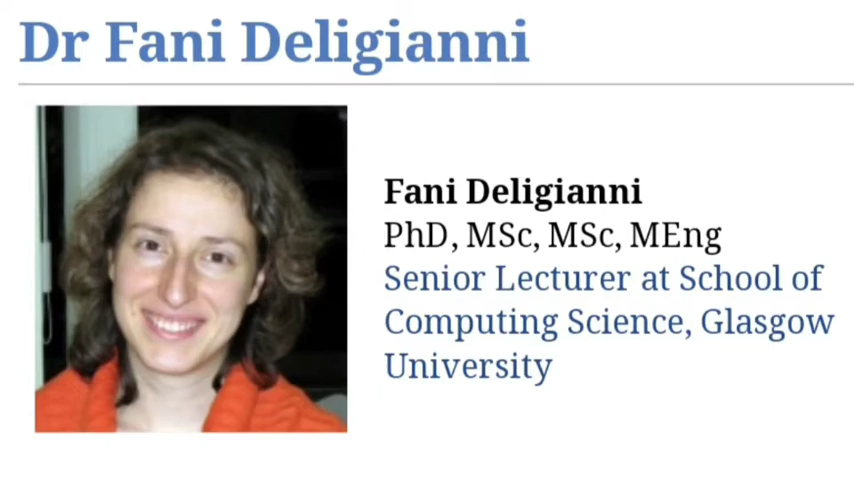 Dr Fani Deligianni
Fani Deligianni
PhD, MSc, MSc, MEng
Senior Lecturer at School of
Computing Science, Glasgow
University